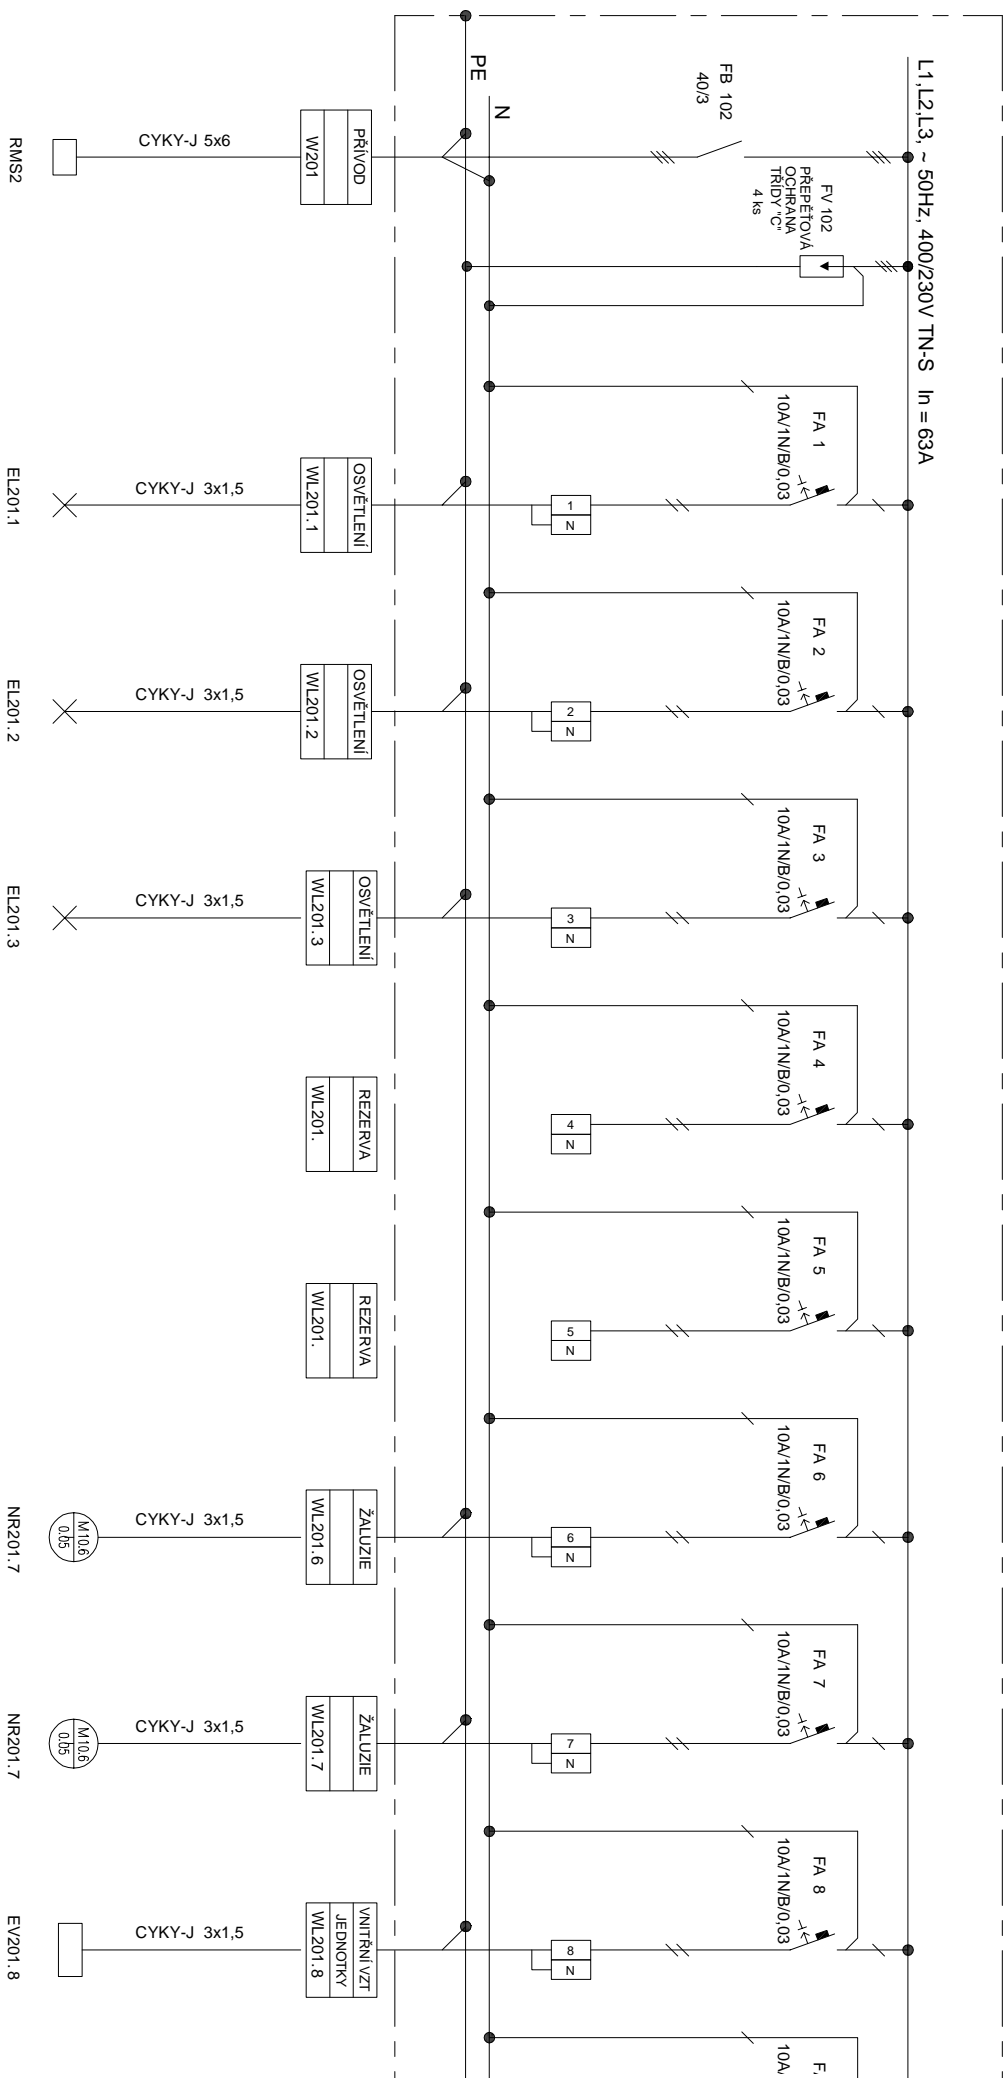 L1,L2,L3, ~ 50Hz, 400/230V TN-S In = 63A
PE
N
FB 102
40/3
FV 102
PŘEPĚŤOVÁ
OCHRANA
TŘÍDY "C"
4 ks
PŘÍVOD
W201
CYKY-J 5x6
RMS2
FA 1
10A/1N/B/0,03
1
N
OSVĚTLENÍ
WL201.1
CYKY-J 3x1,5
EL201.1
FA 2
10A/1N/B/0,03
2
N
OSVĚTLENÍ
WL201.2
CYKY-J 3x1,5
EL201.2
FA 3
10A/1N/B/0,03
3
N
OSVĚTLENÍ
WL201.3
CYKY-J 3x1,5
EL201.3
FA 4
10A/1N/B/0,03
4
N
REZERVA
WL201.
FA 5
10A/1N/B/0,03
5
N
REZERVA
WL201.
FA 6
10A/1N/B/0,03
6
N
ŽALUZIE
WL201.6
CYKY-J 3x1,5
M10.6
0.05
NR201.7
FA 7
10A/1N/B/0,03
7
N
ŽALUZIE
WL201.7
CYKY-J 3x1,5
M10.6
0.05
NR201.7
FA 8
10A/1N/B/0,03
8
N
VNITŘNÍ VZT
JEDNOTKY
WL201.8
CYKY-J 3x1,5
EV201.8
10A